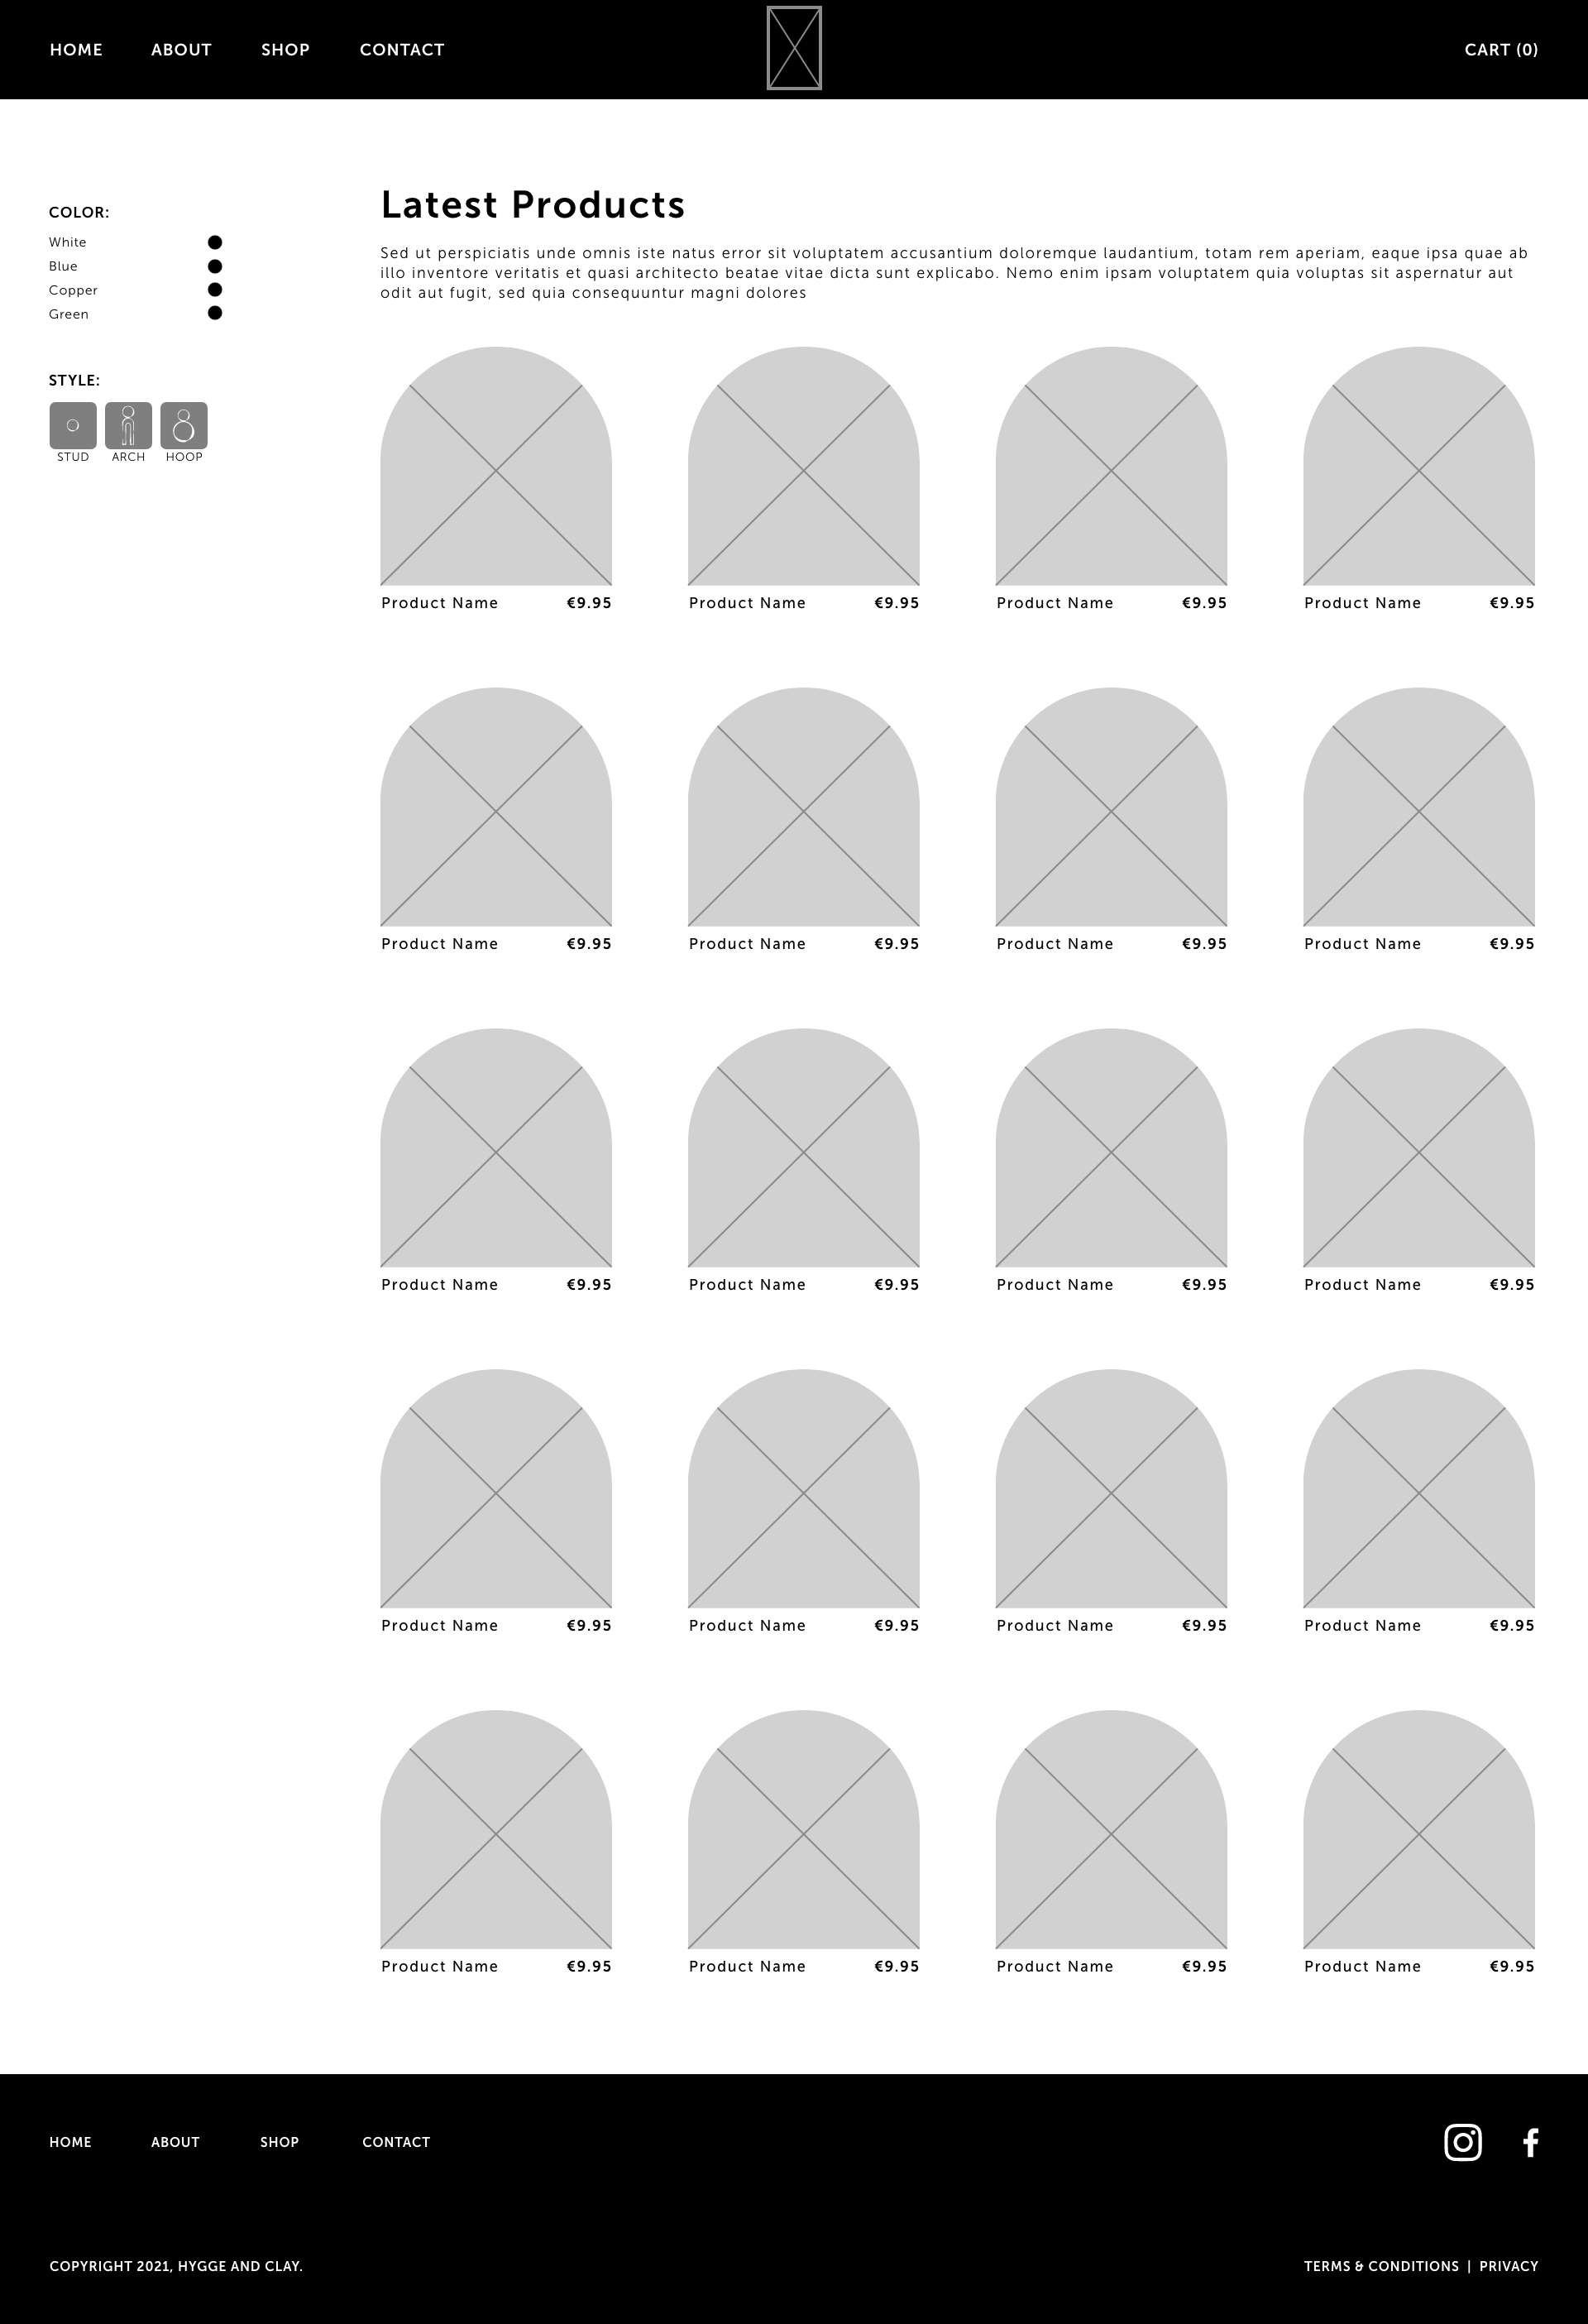 HOME ABOUT SHOP CONTACT CART (0)
COLOR:
White
Blue
Copper
Green
STYLE:
STUD ARCH HOOP
Latest Products
Sed ut perspiciatis unde omnis iste natus error sit voluptatem accusantium doloremque laudantium, totam rem aperiam, eaque ipsa quae ab
illo inventore veritatis et quasi architecto beatae vitae dicta sunt explicabo. Nemo enim ipsam voluptatem quia voluptas sit aspernatur aut
odit aut fugit, sed quia consequuntur magni dolores
Product Name €9.95 Product Name €9.95 Product Name €9.95 Product Name €9.95
Product Name €9.95 Product Name €9.95 Product Name €9.95 Product Name €9.95
Product Name €9.95 Product Name €9.95 Product Name €9.95 Product Name €9.95
Product Name €9.95 Product Name €9.95 Product Name €9.95 Product Name €9.95
Product Name €9.95 Product Name €9.95 Product Name €9.95 Product Name €9.95
HOME ABOUT SHOP CONTACT
COPYRIGHT 2021, HYGGE AND CLAY. TERMS & CONDITIONS | PRIVACY